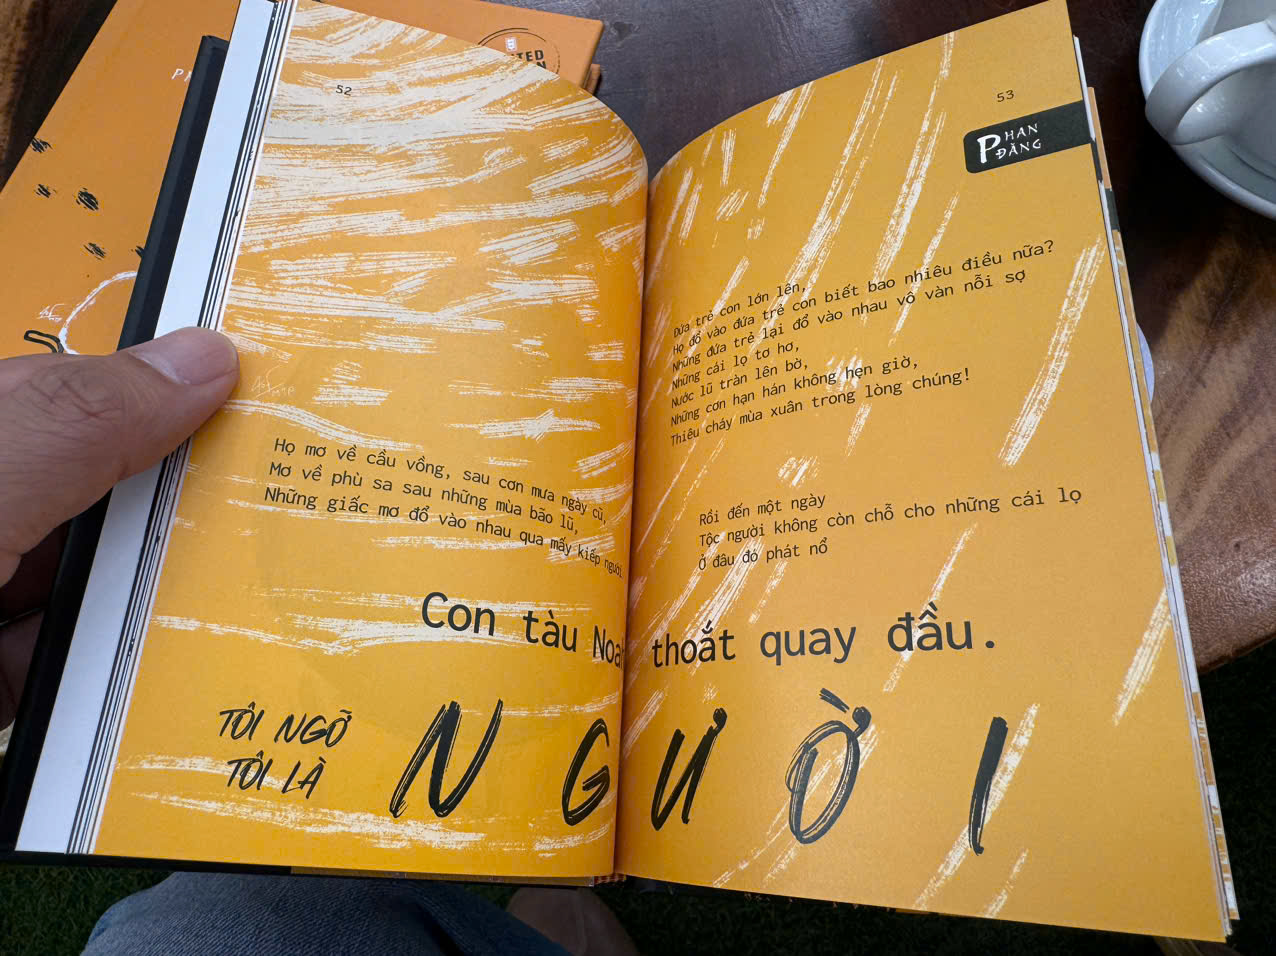 52
Họ mơ về cầu vồng, sau cơn mưa ngày cũ,
Mơ về phù sa sau những mùa bão lũ,
Những giấc mơ đổ vào nhau qua mấy kiếp người
Con tàu Noa thoắt quay đầu.
TÔI NGỠ
TÔI LÀ
NGƯỜI
53
PHAN
ĐĂNG
Đứa trẻ con lớn lên,
Họ đổ vào đứa trẻ con biết bao nhiêu điều nữa?
Những đứa trẻ lại đổ vào nhau vô vàn nỗi sợ
Những cái lọ tơ hơ,
Nước lũ tràn lên bờ,
Những cơn hạn hán không hẹn giờ,
Thiêu cháy mùa xuân trong lòng chúng!
Rồi đến một ngày
Tộc người không còn chỗ cho những cái lọ
Ở đâu đó phát nổ